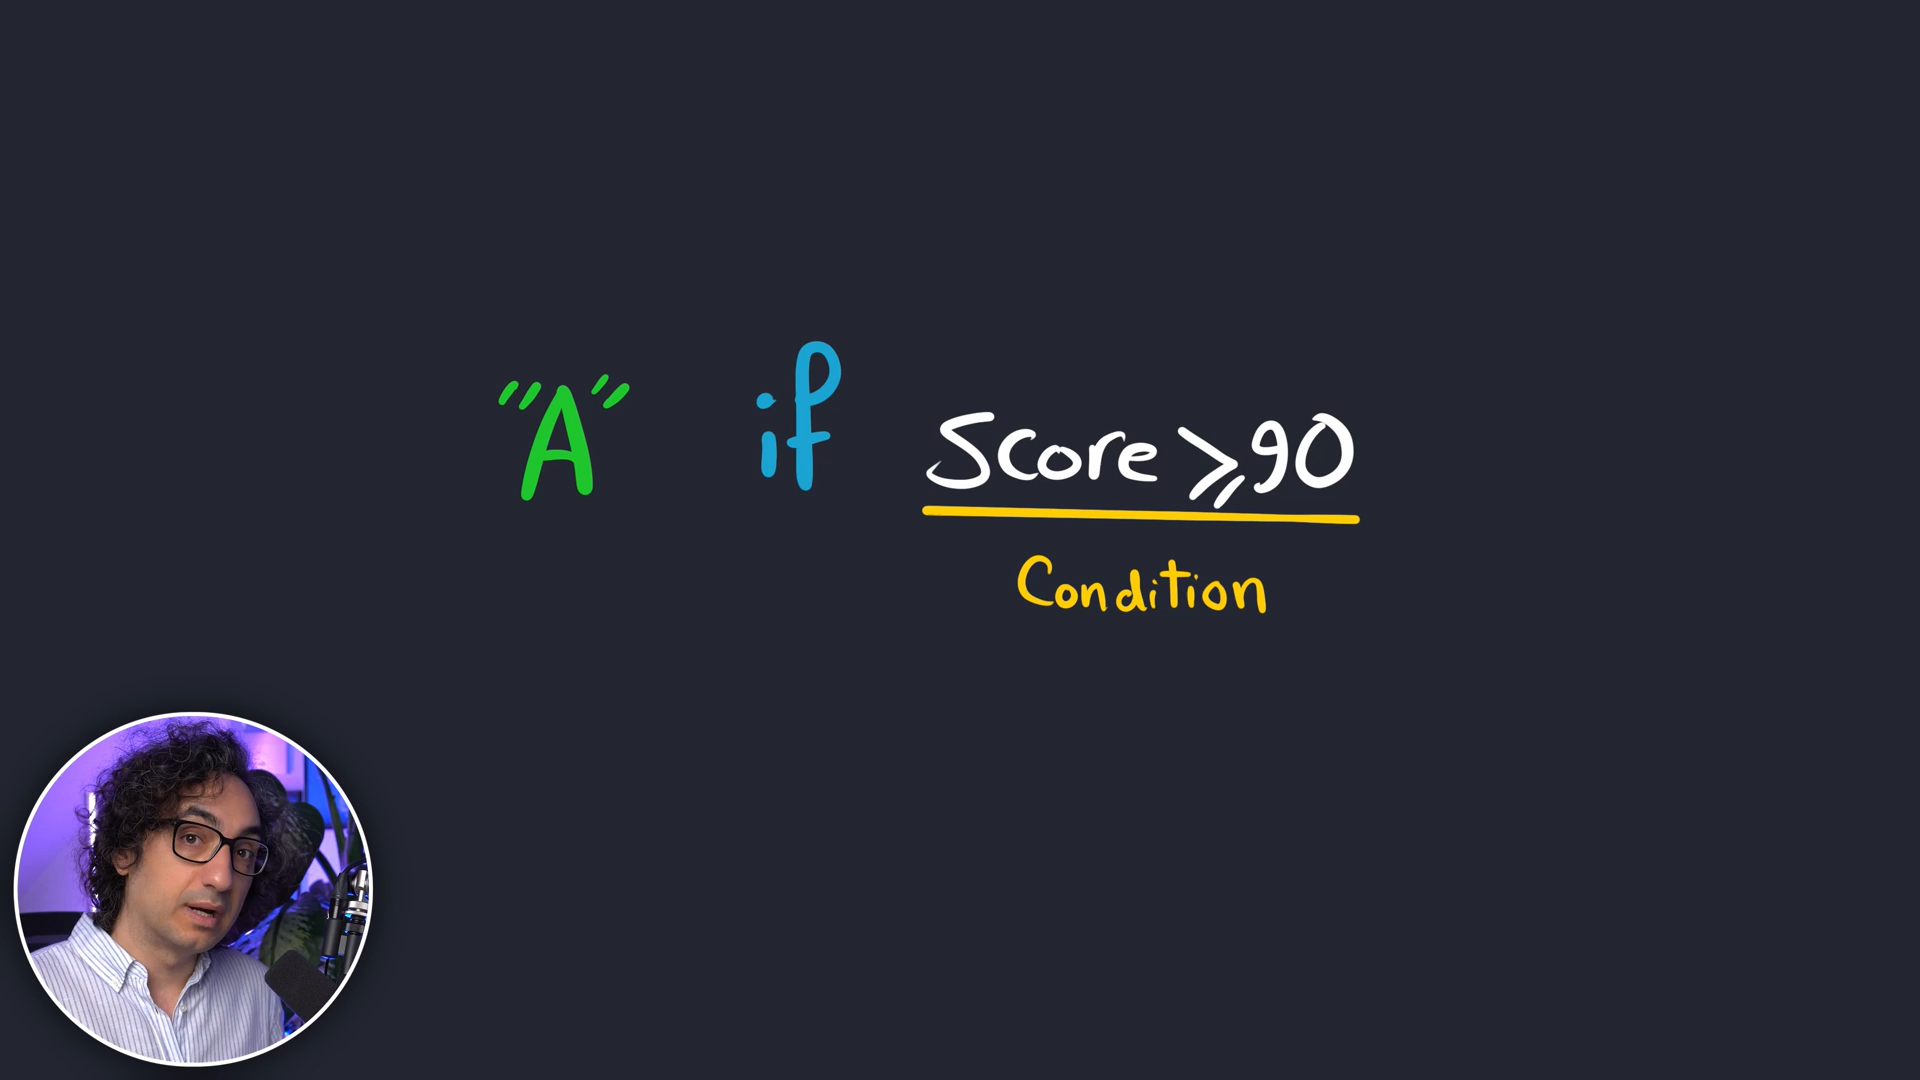 "A" if Score ⩾ 90
Condition